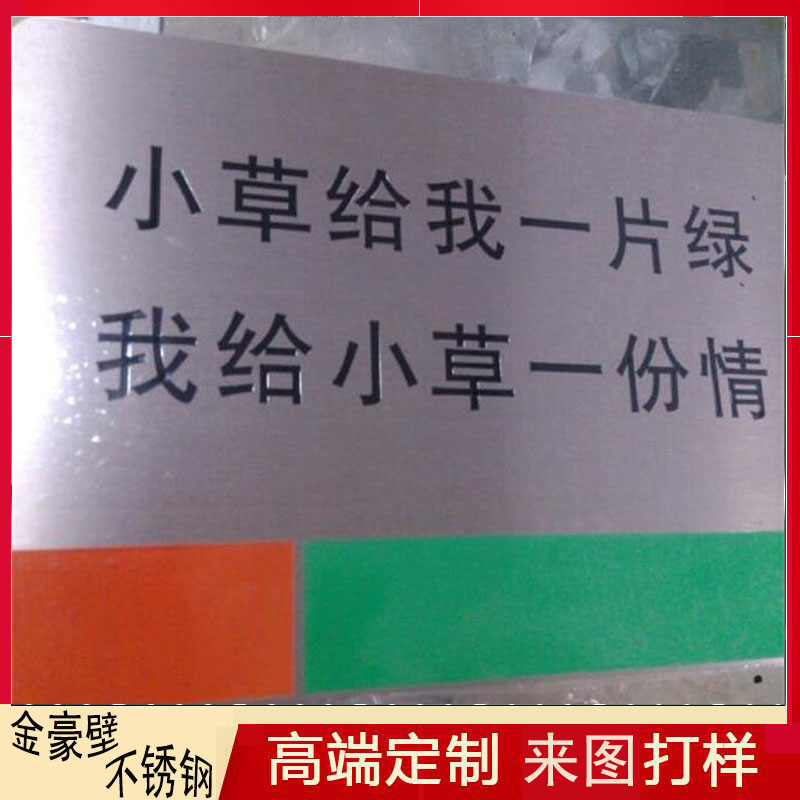 小草给我一片绿
我给小草一份情
金豪壁
不锈钢
高端定制 来图打样